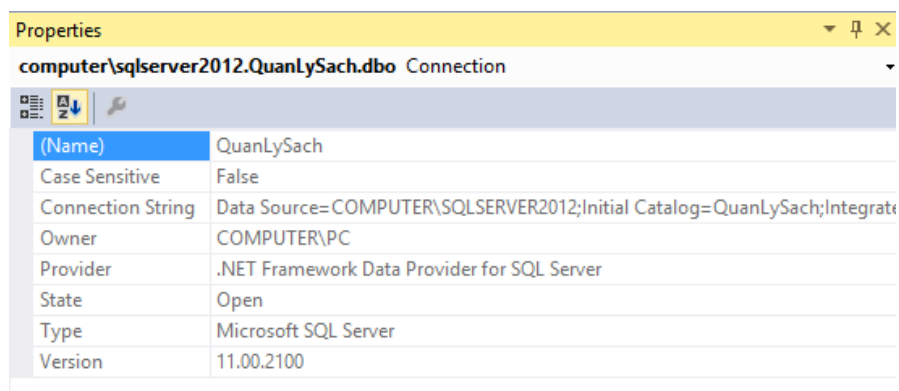 Properties
computer\sqlserver2012.QuanLySach.dbo Connection
(Name) QuanLySach
Case Sensitive False
Connection String Data Source=COMPUTER\SQLSERVER2012;Initial Catalog=QuanLySach;Integrate
Owner COMPUTER\PC
Provider .NET Framework Data Provider for SQL Server
State Open
Type Microsoft SQL Server
Version 11.00.2100